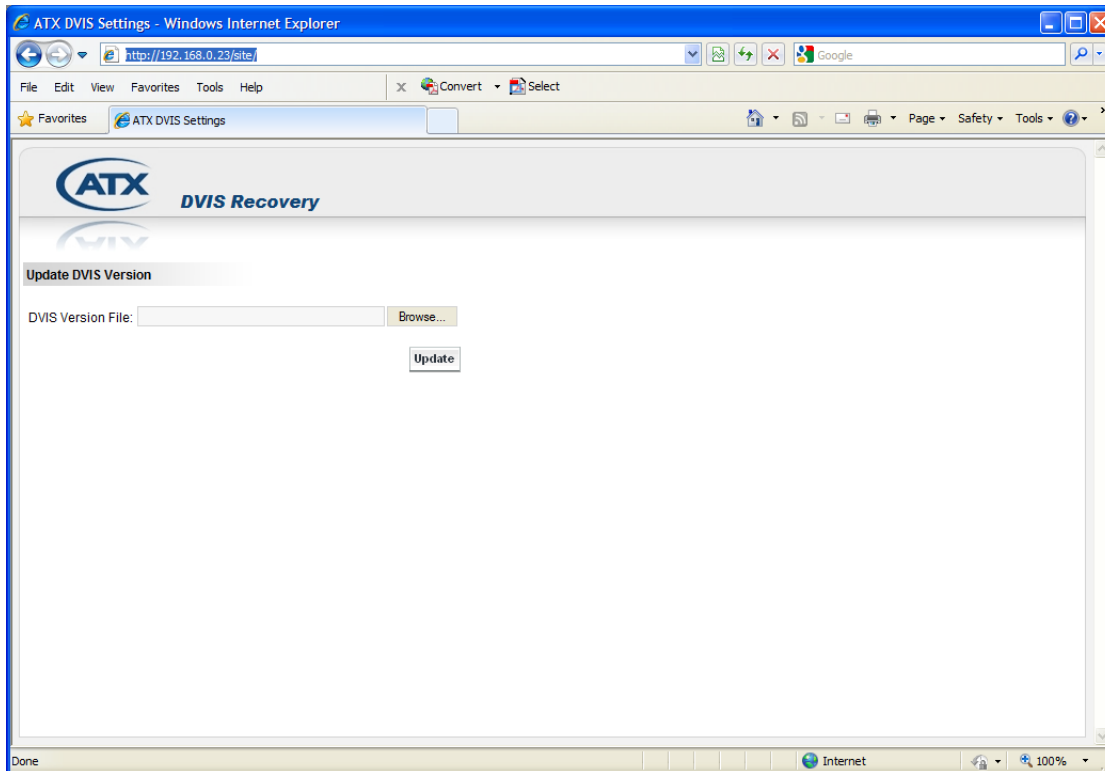 ATX DVIS Settings - Windows Internet Explorer
http://192.168.0.23/site/
Google
File Edit View Favorites Tools Help
x Convert Select
Favorites ATX DVIS Settings
Page Safety Tools
ATX
DVIS Recovery
Update DVIS Version
DVIS Version File: Browse...
Update
Done Internet 100%